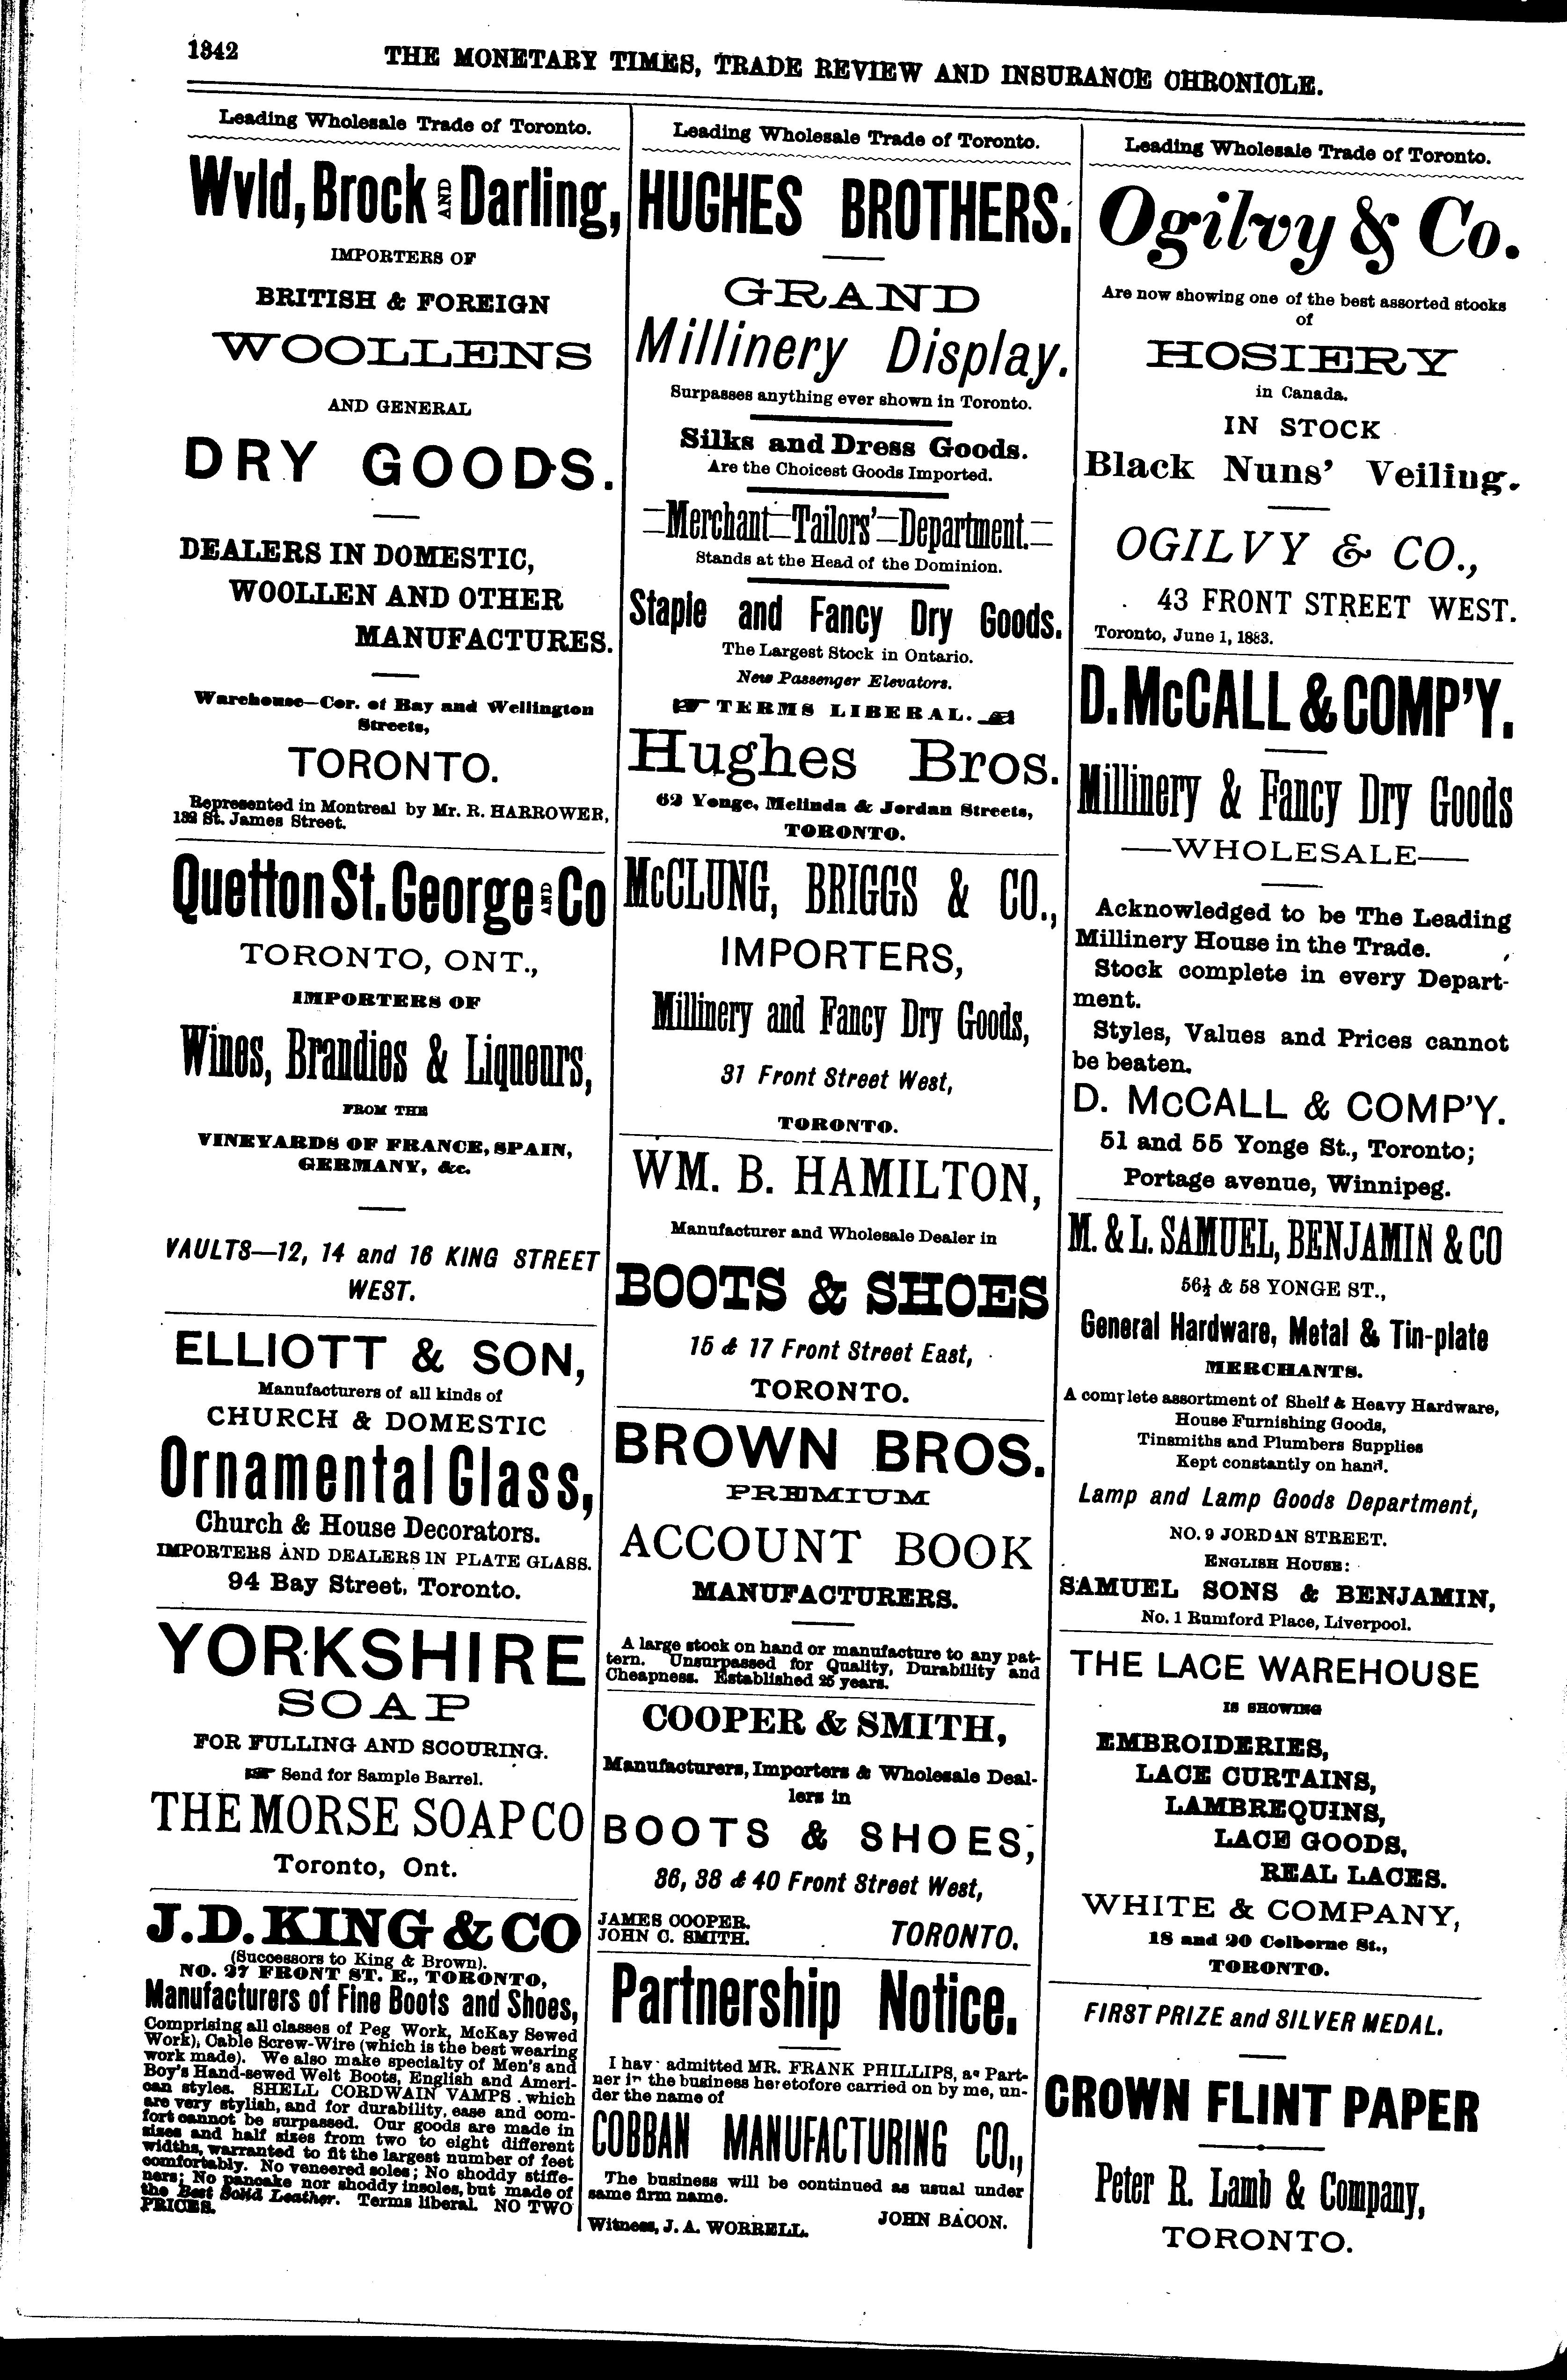 1342
THE MONETARY TIMES, TRADE REVIEW AND INSURANCE CHRONICLE.
Leading Wholesale Trade of Toronto.
Wyld, Brock AND Darling,
IMPORTERS OF
BRITISH & FOREIGN
WOOLLENS
AND GENERAL
DRY GOODS.
DEALERS IN DOMESTIC,
WOOLLEN AND OTHER
MANUFACTURES.
Warehouse—Cor. of Bay and Wellington
Streets,
TORONTO.
Represented in Montreal by Mr. R. HARROWER,
132 St. James Street.
Quetton St. George AND Co
TORONTO, ONT.,
IMPORTERS OF
Wines, Brandies & Liqueurs,
FROM THE
VINEYARDS OF FRANCE, SPAIN,
GERMANY, &c.
VAULTS—12, 14 and 16 KING STREET
WEST.
ELLIOTT & SON,
Manufacturers of all kinds of
CHURCH & DOMESTIC
Ornamental Glass,
Church & House Decorators.
IMPORTERS AND DEALERS IN PLATE GLASS.
94 Bay Street, Toronto.
YORKSHIRE
SOAP
FOR FULLING AND SCOURING.
☞ Send for Sample Barrel.
THE MORSE SOAP CO
Toronto, Ont.
J. D. KING & CO
(Successors to King & Brown).
NO. 27 FRONT ST. E., TORONTO,
Manufacturers of Fine Boots and Shoes,
Comprising all classes of Peg Work, McKay Sewed
Work), Cable Screw-Wire (which is the best wearing
work made). We also make specialty of Men's and
Boy's Hand-sewed Welt Boots, English and Ameri-
can styles. SHELL CORDWAIN VAMPS which
are very stylish, and for durability, ease and com-
fort cannot be surpassed. Our goods are made in
sizes and half sizes from two to eight different
widths, warranted to fit the largest number of feet
comfortably. No veneered soles; No shoddy stiffe-
ners; No pancake nor shoddy insoles, but made of
the Best Solid Leather. Terms liberal. NO TWO
PRICES.
Leading Wholesale Trade of Toronto.
HUGHES BROTHERS.
GRAND
Millinery Display.
Surpasses anything ever shown in Toronto.
Silks and Dress Goods.
Are the Choicest Goods Imported.
Merchant Tailors' Department.
Stands at the Head of the Dominion.
Staple and Fancy Dry Goods.
The Largest Stock in Ontario.
New Passenger Elevators.
☞ TERMS LIBERAL. ☜
Hughes Bros.
62 Yonge, Melinda & Jordan Streets,
TORONTO.
McCLUNG, BRIGGS & CO.,
IMPORTERS,
Millinery and Fancy Dry Goods,
31 Front Street West,
TORONTO.
WM. B. HAMILTON,
Manufacturer and Wholesale Dealer in
BOOTS & SHOES
15 & 17 Front Street East,
TORONTO.
BROWN BROS.
PREMIUM
ACCOUNT BOOK
MANUFACTURERS.
A large stock on hand or manufacture to any pat-
tern. Unsurpassed for Quality, Durability and
Cheapness. Established 25 years.
COOPER & SMITH,
Manufacturers, Importers & Wholesale Deal-
lers in
BOOTS & SHOES,
36, 38 & 40 Front Street West,
JAMES COOPER.
JOHN C. SMITH.
TORONTO.
Partnership Notice.
I hav admitted MR. FRANK PHILLIPS, as Part-
ner in the business heretofore carried on by me, un-
der the name of
COBBAN MANUFACTURING CO.,
The business will be continued as usual under
same firm name.
JOHN BACON.
Witness, J. A. WORRELL.
Leading Wholesale Trade of Toronto.
Ogilvy & Co.
Are now showing one of the best assorted stocks
of
HOSIERY
in Canada.
IN STOCK
Black Nuns' Veiling.
OGILVY & CO.,
43 FRONT STREET WEST.
Toronto, June 1, 1883.
D. McCALL & COMP'Y.
Millinery & Fancy Dry Goods
—WHOLESALE—
Acknowledged to be The Leading
Millinery House in the Trade.
Stock complete in every Depart-
ment.
Styles, Values and Prices cannot
be beaten.
D. McCALL & COMP'Y.
51 and 55 Yonge St., Toronto;
Portage avenue, Winnipeg.
M. & L. SAMUEL, BENJAMIN & CO
56½ & 58 YONGE ST.,
General Hardware, Metal & Tin-plate
MERCHANTS.
A complete assortment of Shelf & Heavy Hardware,
House Furnishing Goods,
Tinsmiths and Plumbers Supplies
Kept constantly on hand.
Lamp and Lamp Goods Department,
NO. 9 JORDAN STREET.
ENGLISH HOUSE:
SAMUEL SONS & BENJAMIN,
No. 1 Rumford Place, Liverpool.
THE LACE WAREHOUSE
IS SHOWING
EMBROIDERIES,
LACE CURTAINS,
LAMBREQUINS,
LACE GOODS,
REAL LACES.
WHITE & COMPANY,
18 and 20 Colborne St.,
TORONTO.
FIRST PRIZE and SILVER MEDAL.
CROWN FLINT PAPER
Peter R. Lamb & Company,
TORONTO.